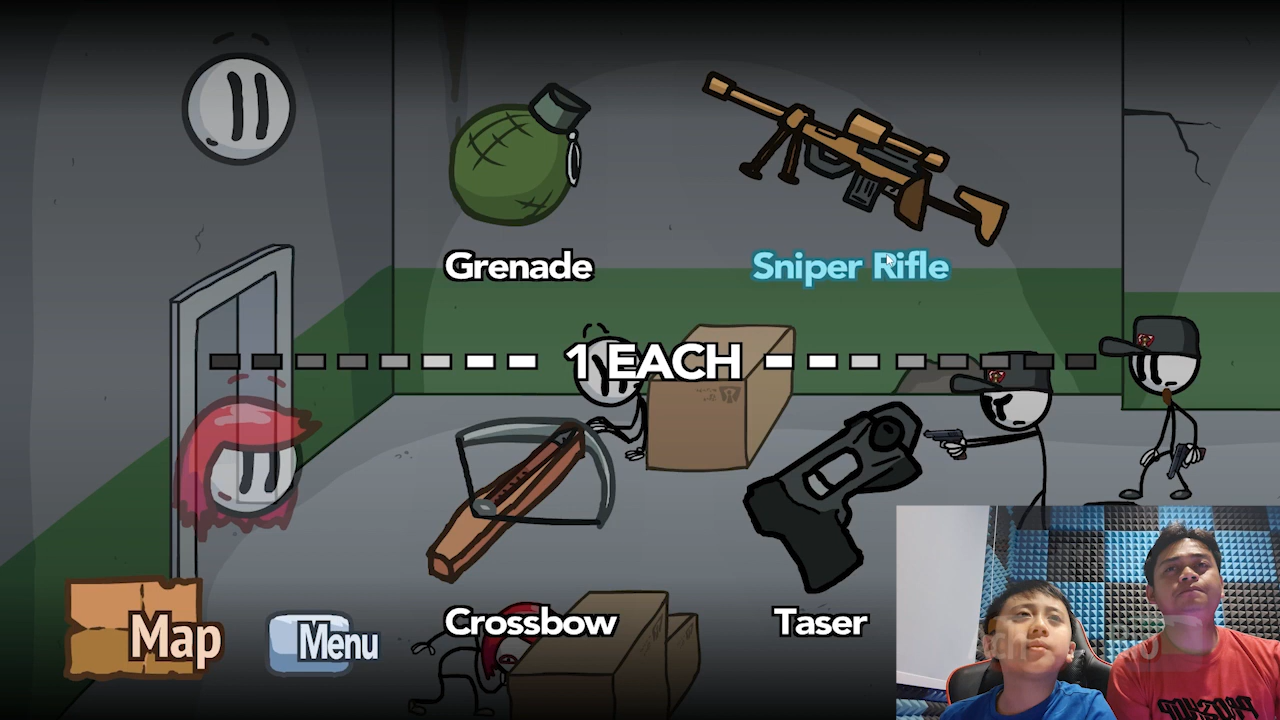 Grenade
Sniper Rifle
1 EACH
Crossbow
Taser
Map
Menu